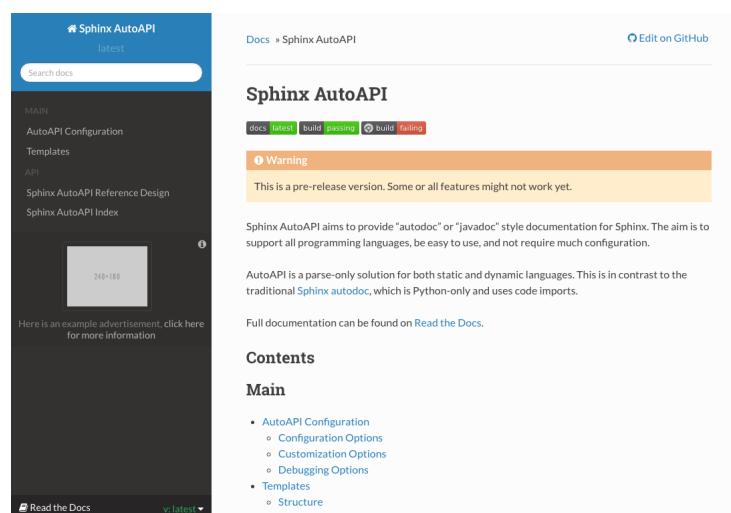 Sphinx AutoAPI
latest
Search docs
MAIN
AutoAPI Configuration
Templates
API
Sphinx AutoAPI Reference Design
Sphinx AutoAPI Index
240×180
Here is an example advertisement, click here
for more information
Read the Docs
v: latest
Docs » Sphinx AutoAPI
Edit on GitHub
Sphinx AutoAPI
docs latest build passing build failing
Warning
This is a pre-release version. Some or all features might not work yet.
Sphinx AutoAPI aims to provide “autodoc” or “javadoc” style documentation for Sphinx. The aim is to
support all programming languages, be easy to use, and not require much configuration.
AutoAPI is a parse-only solution for both static and dynamic languages. This is in contrast to the
traditional Sphinx autodoc, which is Python-only and uses code imports.
Full documentation can be found on Read the Docs.
Contents
Main
• AutoAPI Configuration
◦ Configuration Options
◦ Customization Options
◦ Debugging Options
• Templates
◦ Structure